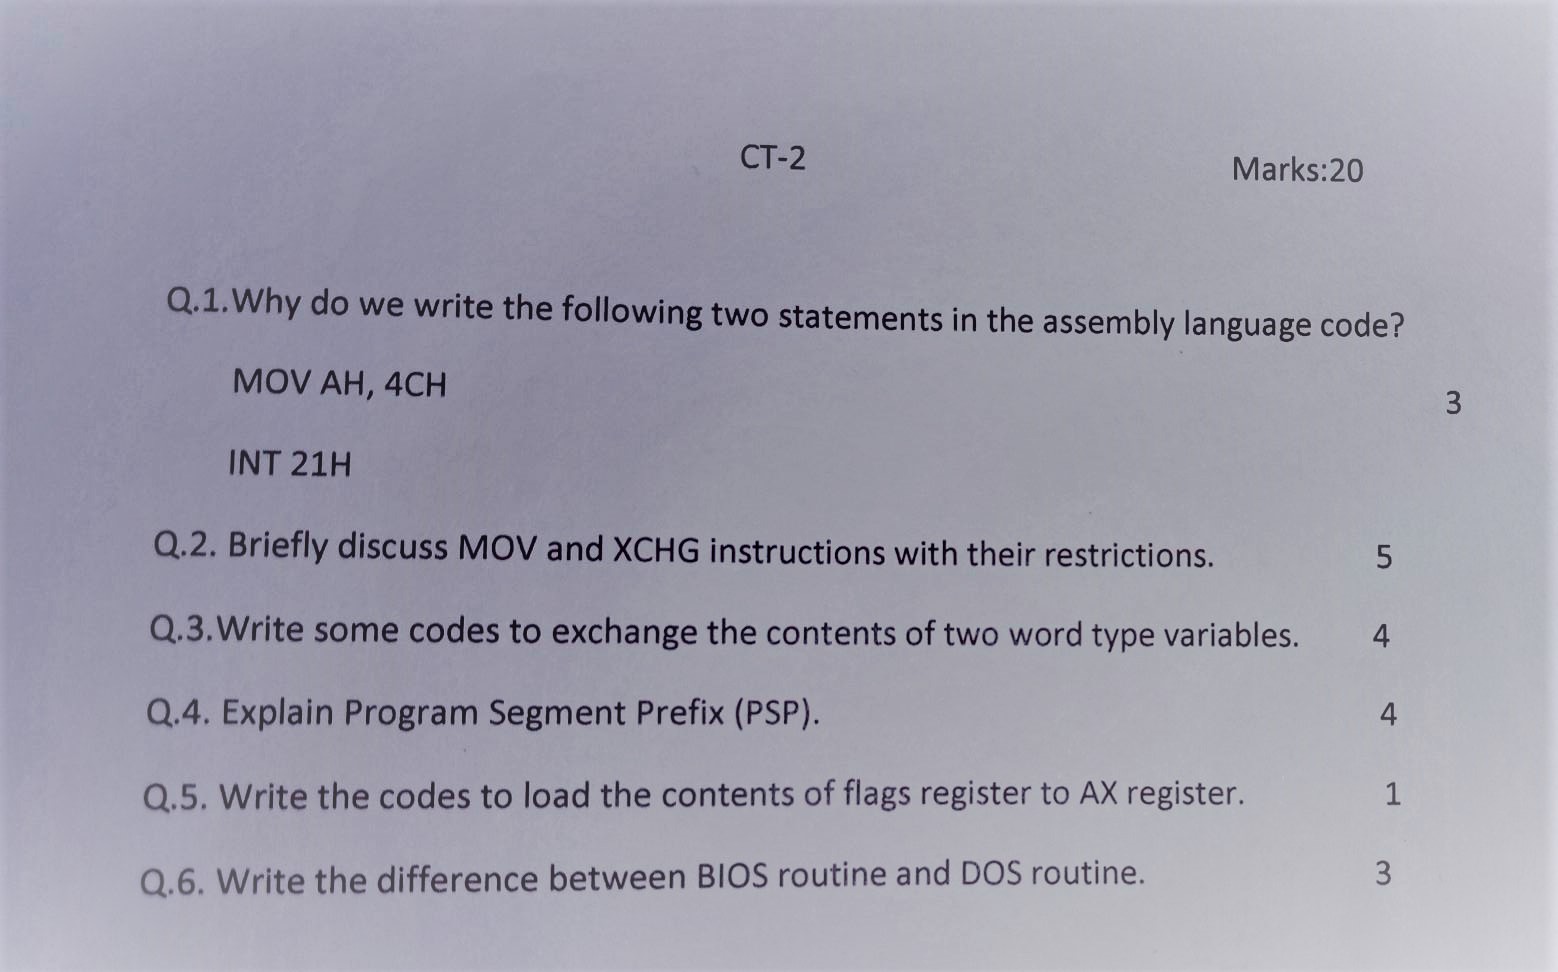 CT-2
Marks:20
Q.1.Why do we write the following two statements in the assembly language code?
MOV AH, 4CH
3
INT 21H
Q.2. Briefly discuss MOV and XCHG instructions with their restrictions. 5
Q.3.Write some codes to exchange the contents of two word type variables. 4
Q.4. Explain Program Segment Prefix (PSP). 4
Q.5. Write the codes to load the contents of flags register to AX register. 1
Q.6. Write the difference between BIOS routine and DOS routine. 3